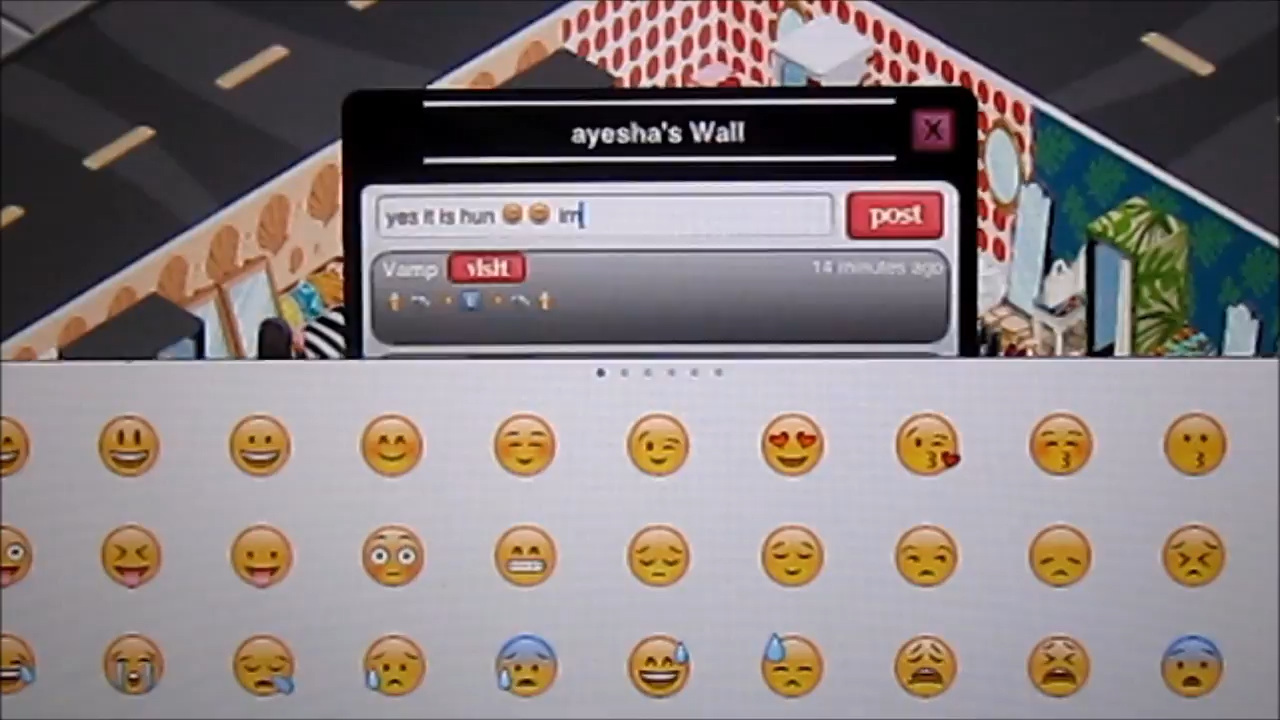 ayesha's Wall
X
yes it is hun 😊 😊 im
post
Vamp visit 14 minutes ago